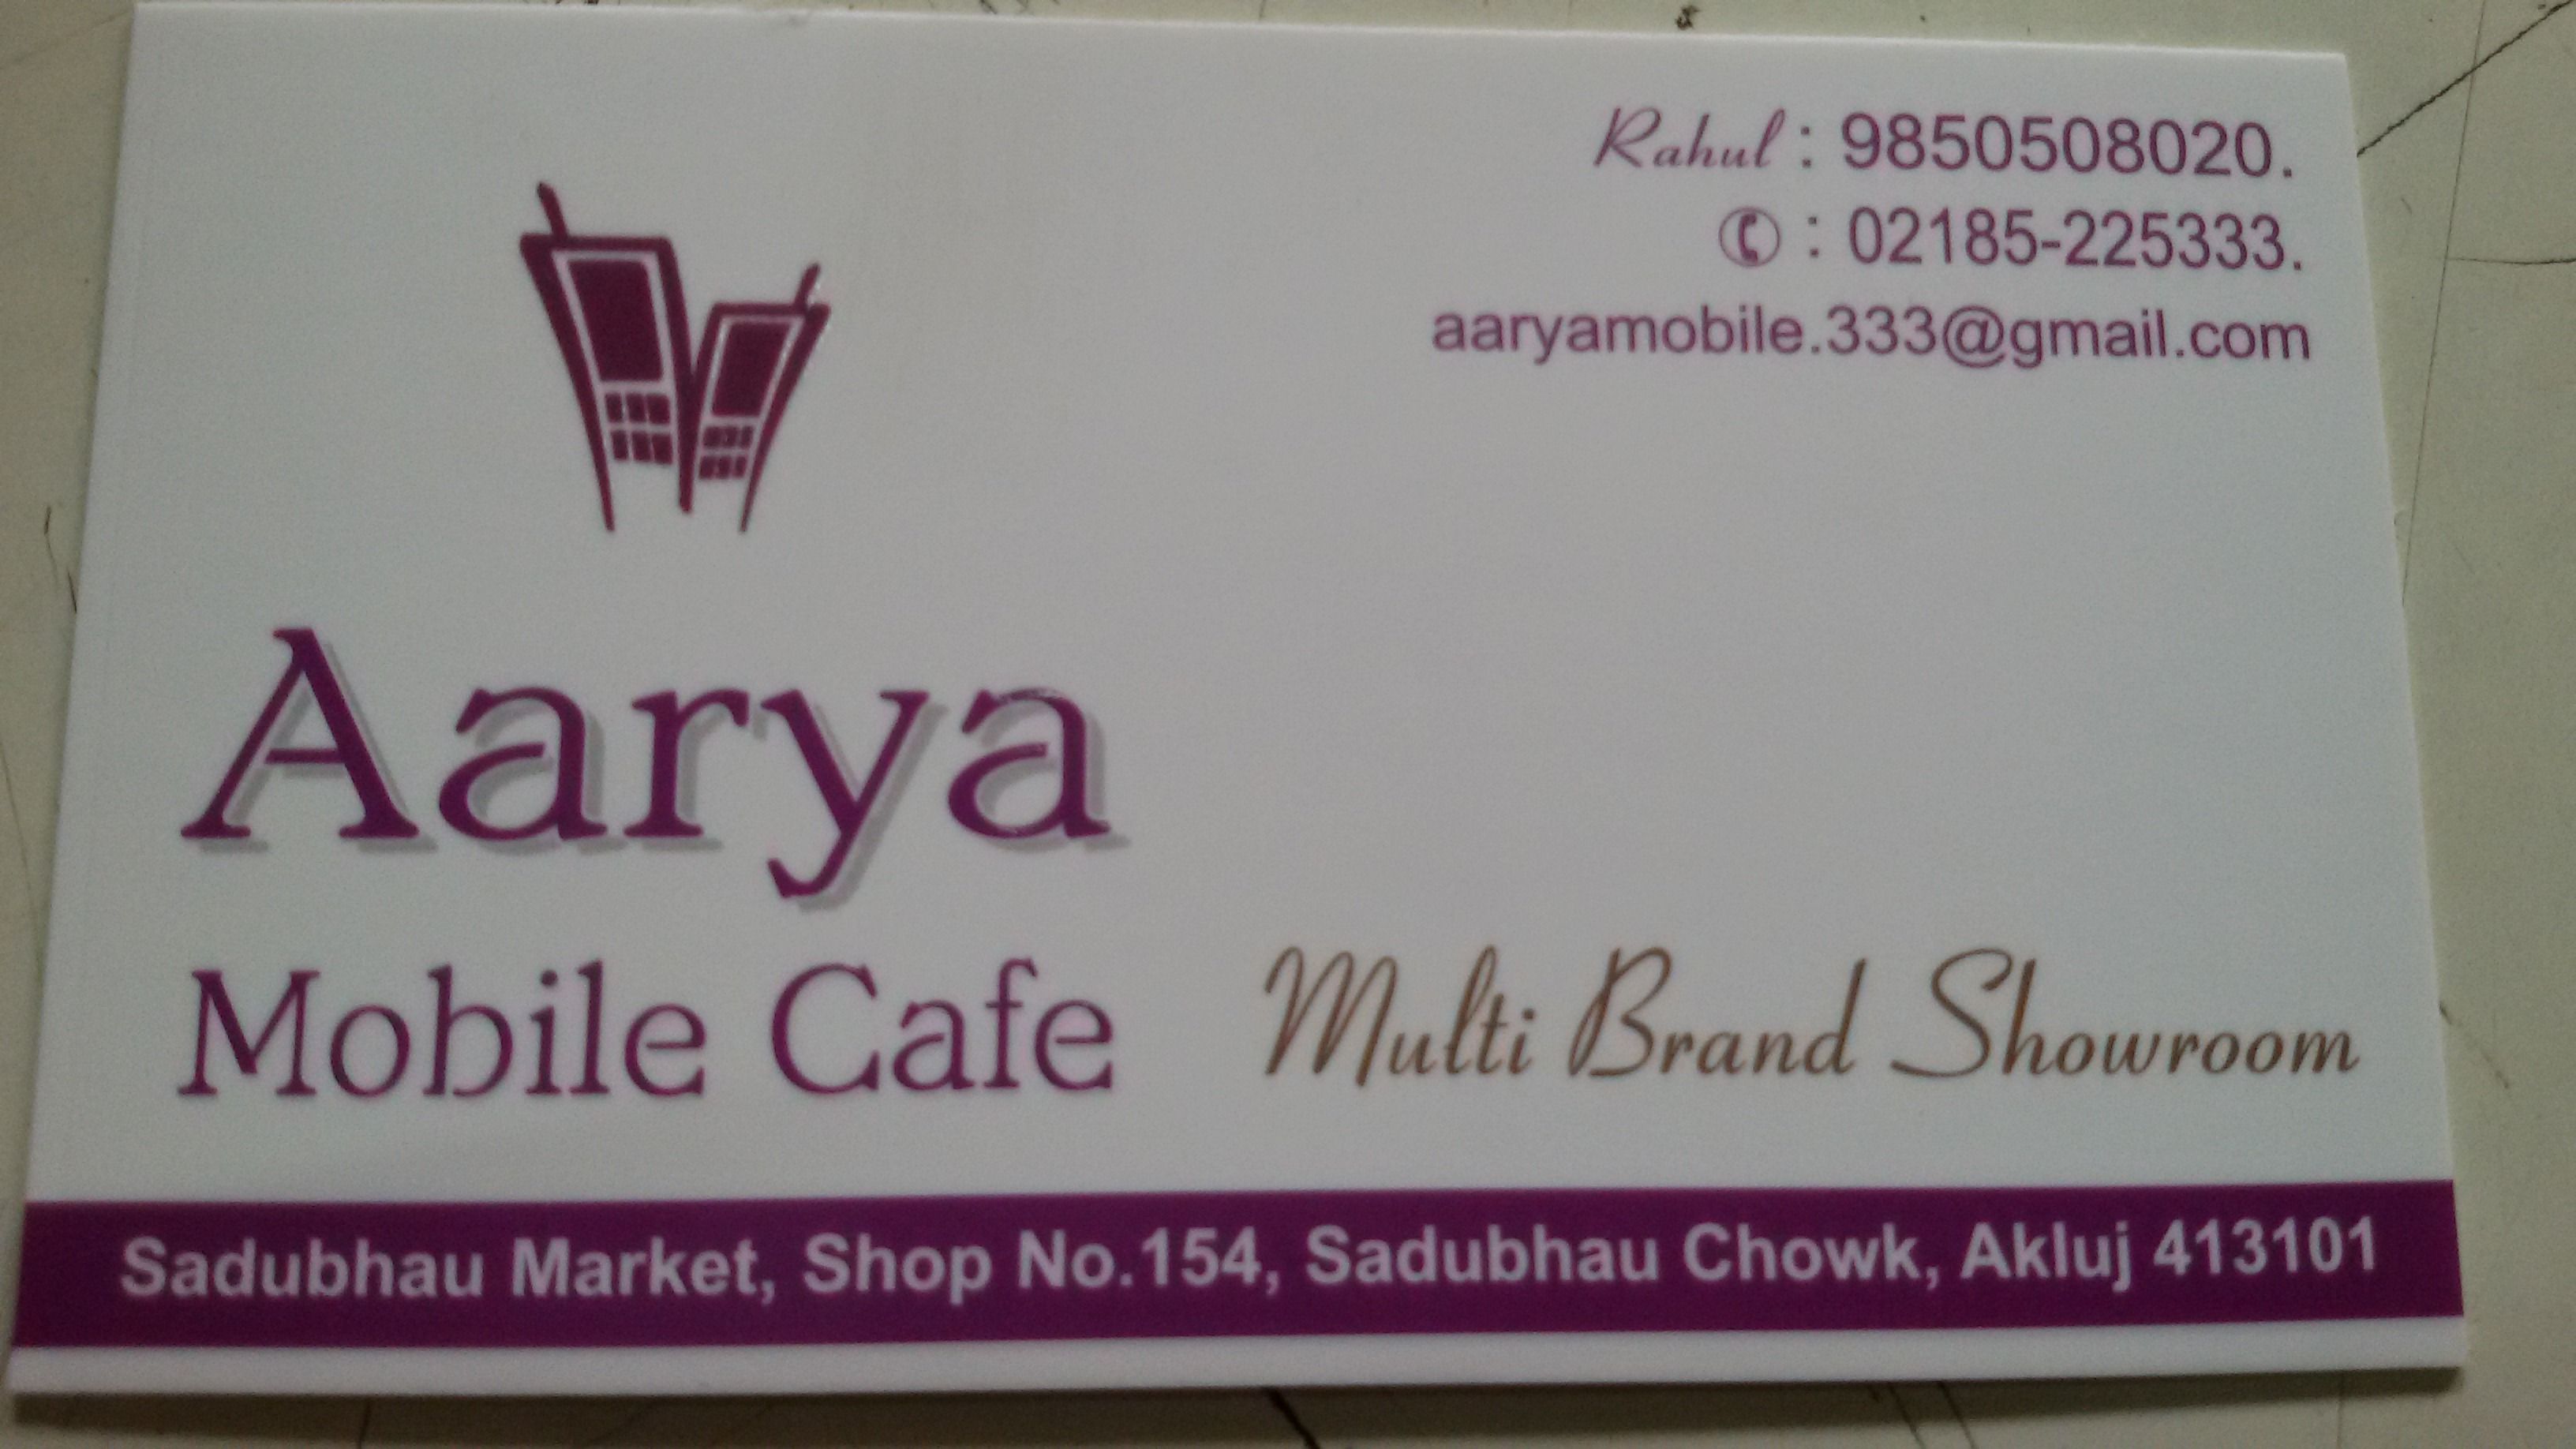 Rahul : 9850508020.
✆ : 02185-225333.
aaryamobile.333@gmail.com
Aarya
Mobile Cafe
Multi Brand Showroom
Sadubhau Market, Shop No.154, Sadubhau Chowk, Akluj 413101